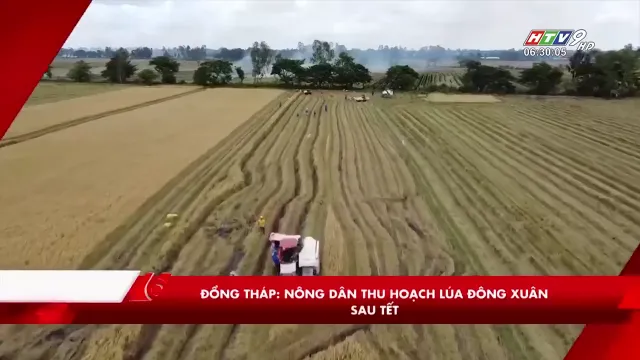 HTV9 HD
06:30:05
ĐỒNG THÁP: NÔNG DÂN THU HOẠCH LÚA ĐÔNG XUÂN
SAU TẾT